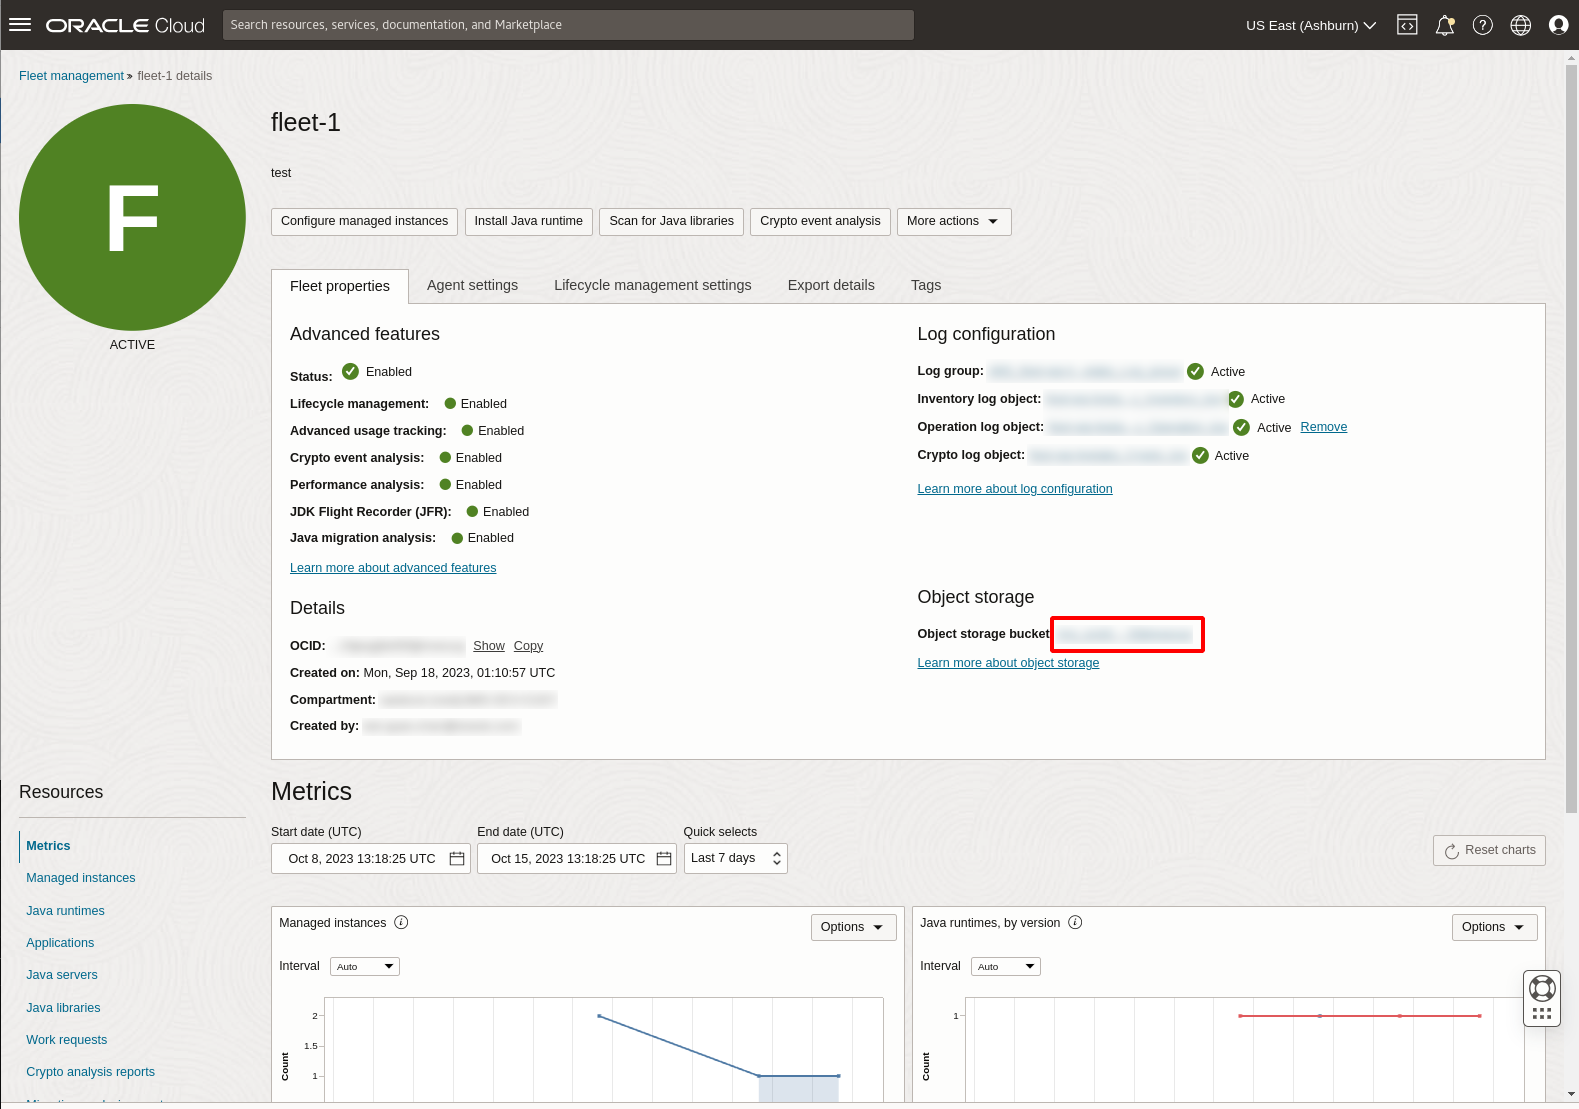 ORACLE Cloud
Search resources, services, documentation, and Marketplace
US East (Ashburn)
Fleet management » fleet-1 details
F
ACTIVE
fleet-1
test
Configure managed instances
Install Java runtime
Scan for Java libraries
Crypto event analysis
More actions
Fleet properties
Agent settings
Lifecycle management settings
Export details
Tags
Advanced features
Status: Enabled
Lifecycle management: Enabled
Advanced usage tracking: Enabled
Crypto event analysis: Enabled
Performance analysis: Enabled
JDK Flight Recorder (JFR): Enabled
Java migration analysis: Enabled
Learn more about advanced features
Details
OCID: Show Copy
Created on: Mon, Sep 18, 2023, 01:10:57 UTC
Compartment:
Created by:
Log configuration
Log group: Active
Inventory log object: Active
Operation log object: Active Remove
Crypto log object: Active
Learn more about log configuration
Object storage
Object storage bucket:
Learn more about object storage
Resources
Metrics
Managed instances
Java runtimes
Applications
Java servers
Java libraries
Work requests
Crypto analysis reports
Metrics
Start date (UTC)
Oct 8, 2023 13:18:25 UTC
End date (UTC)
Oct 15, 2023 13:18:25 UTC
Quick selects
Last 7 days
Reset charts
Managed instances
Options
Interval Auto
2
1.5
1
Count
Java runtimes, by version
Options
Interval Auto
1
Count